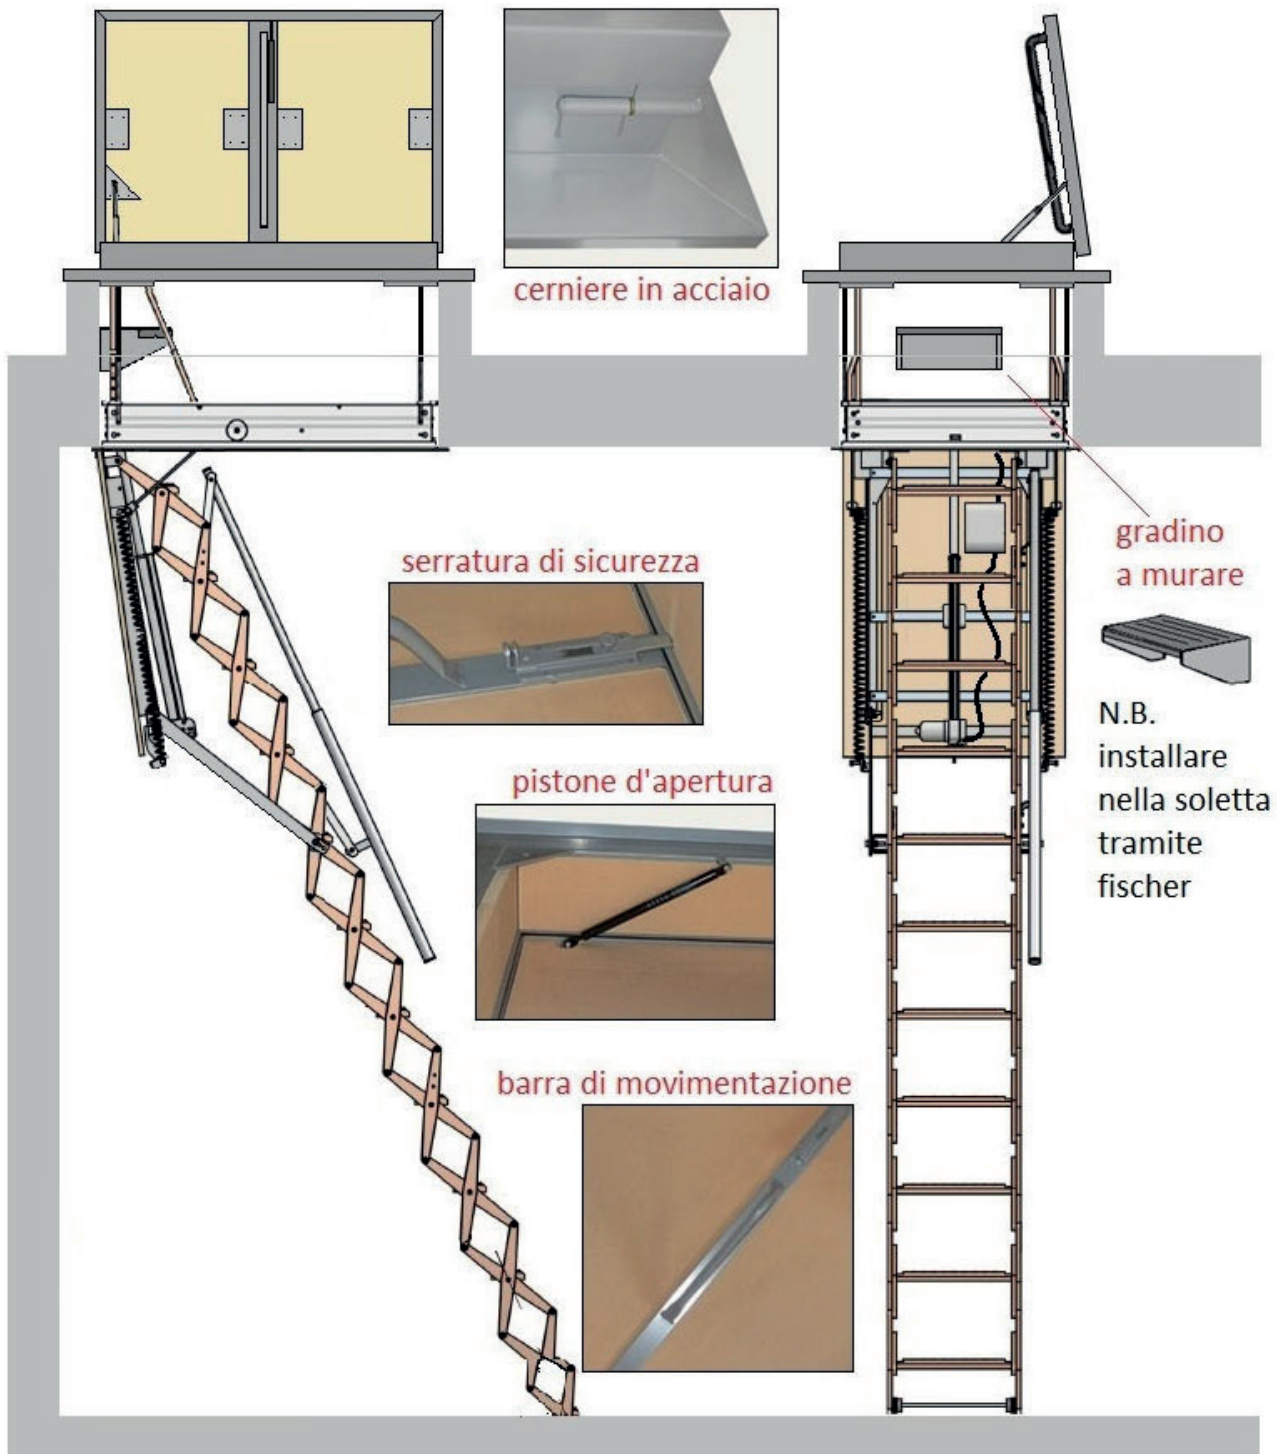 cerniere in acciaio
serratura di sicurezza
gradino
a murare
pistone d'apertura
N.B.
installare
nella soletta
tramite
fischer
barra di movimentazione